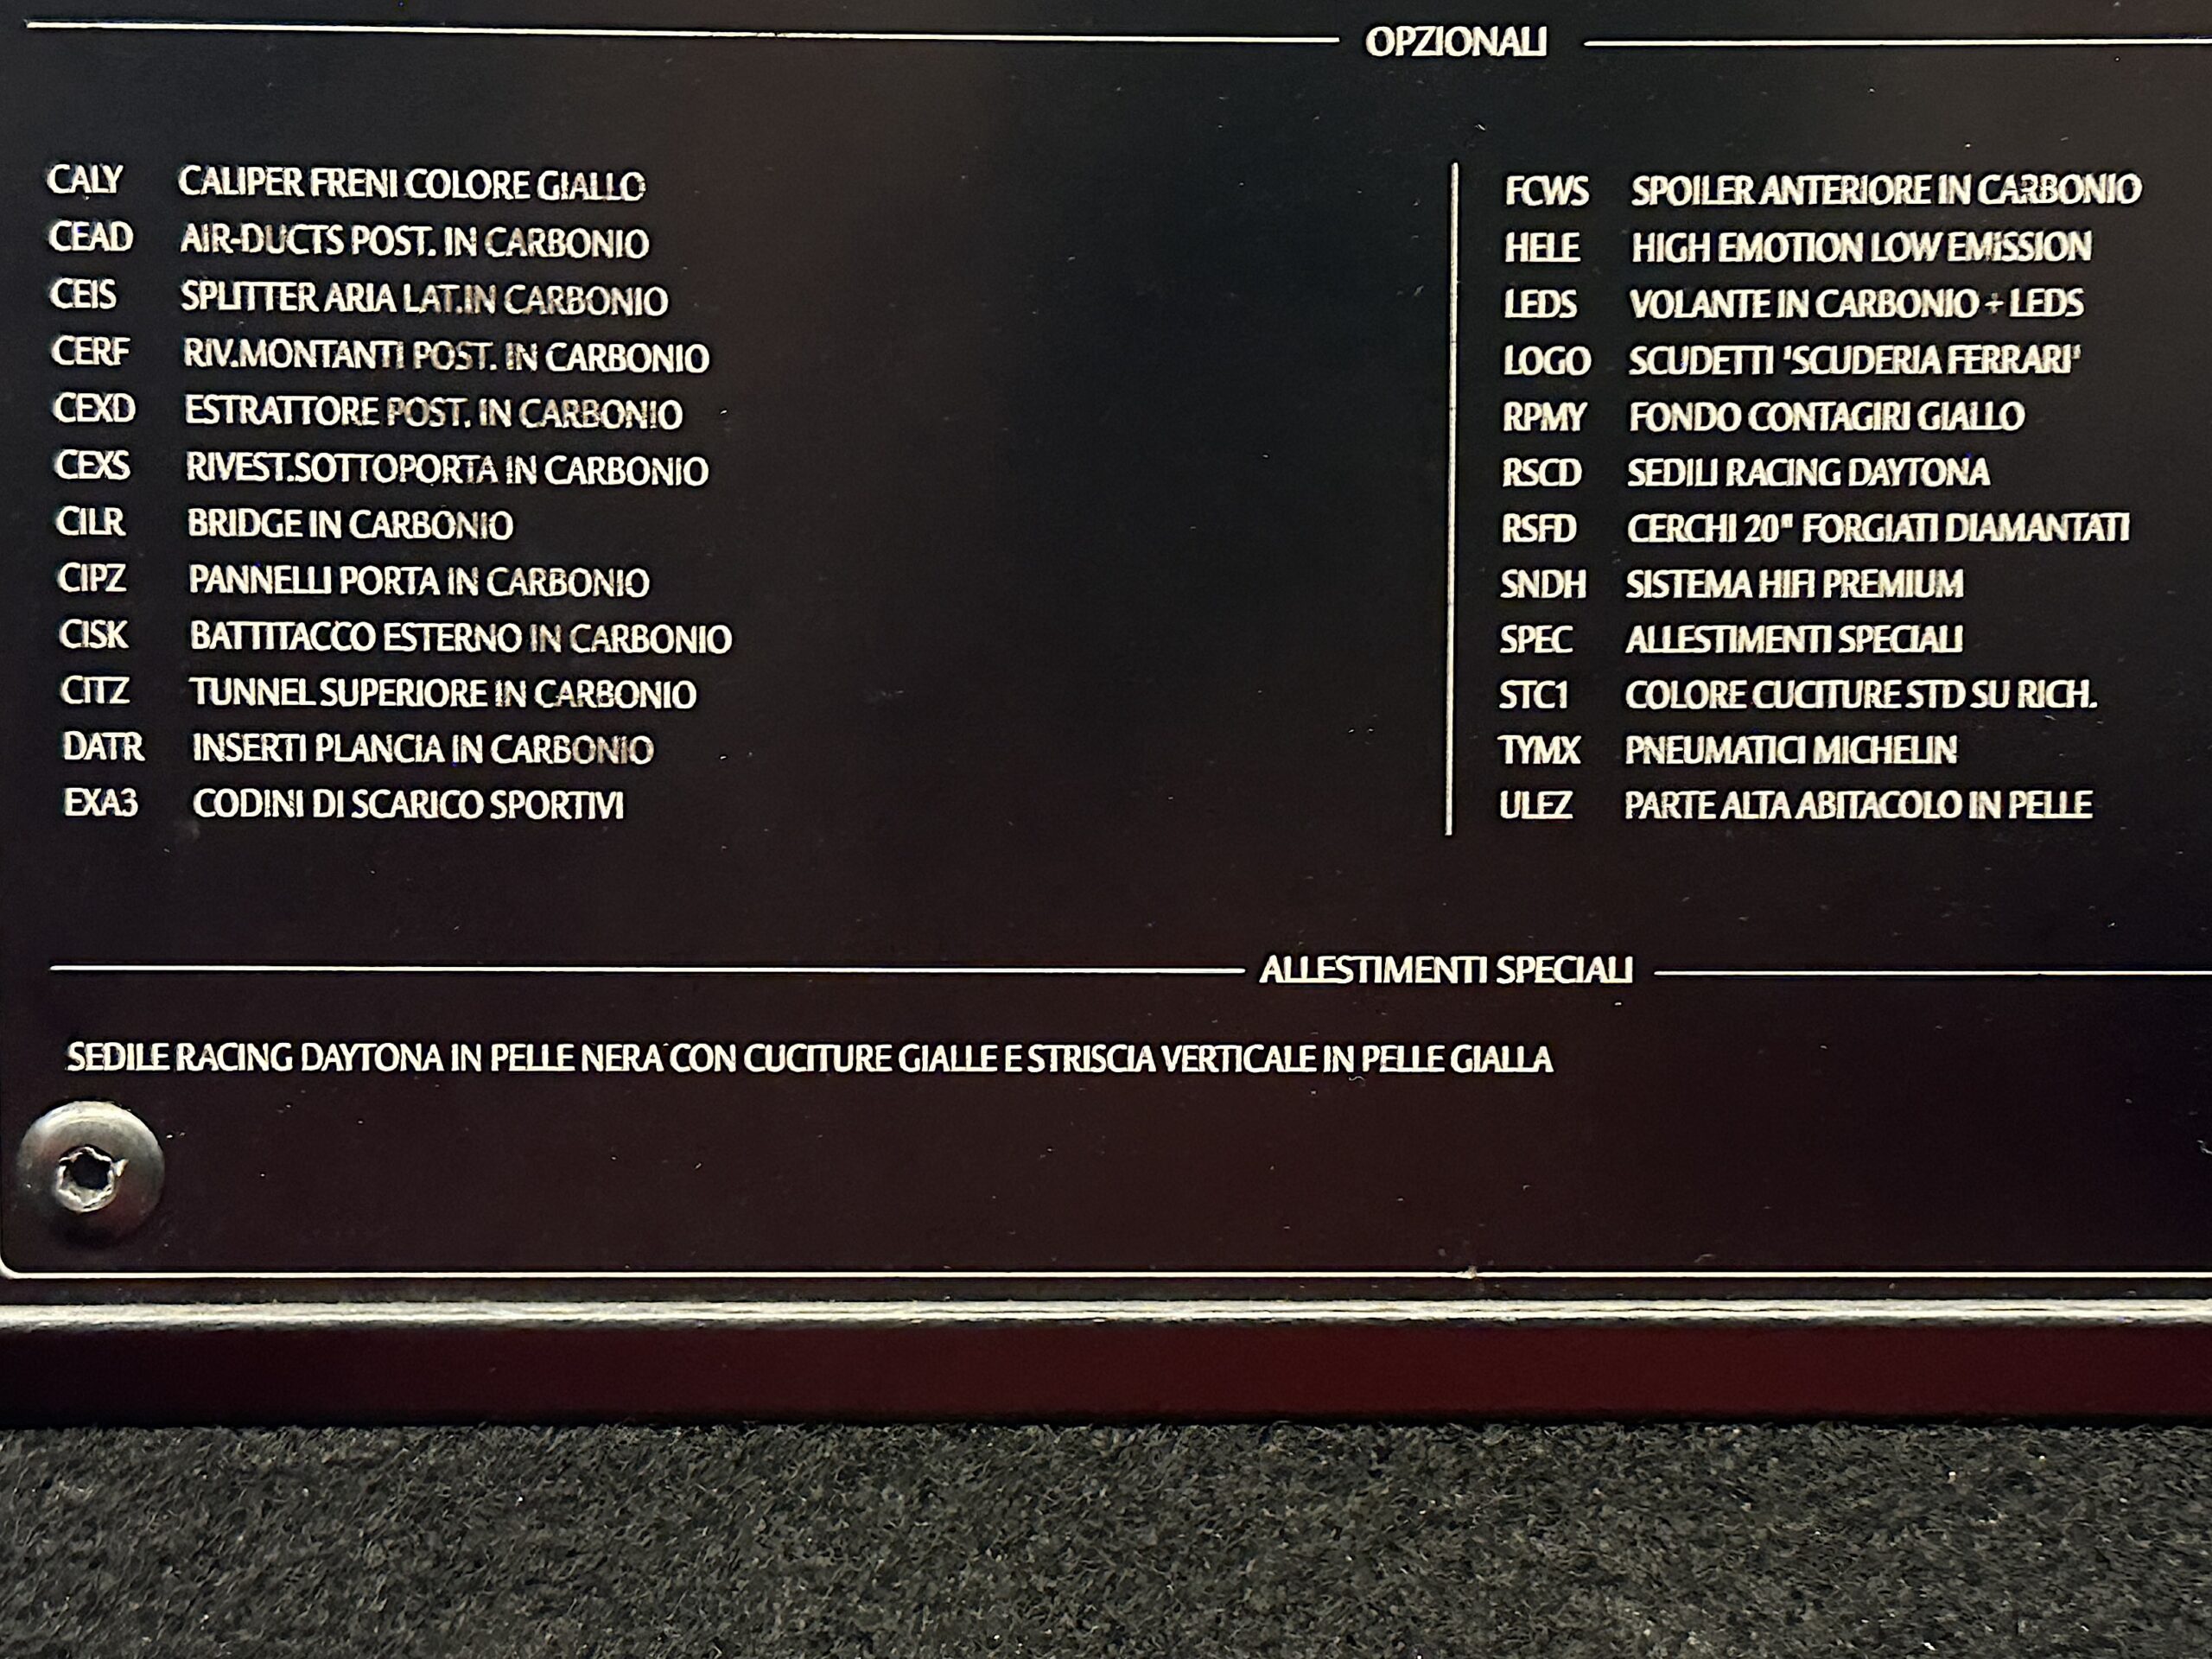 OPZIONALI
CALY CALIPER FRENI COLORE GIALLO
CEAD AIR-DUCTS POST. IN CARBONIO
CEIS SPLITTER ARIA LAT.IN CARBONIO
CERF RIV.MONTANTI POST. IN CARBONIO
CEXD ESTRATTORE POST. IN CARBONIO
CEXS RIVEST.SOTTOPORTA IN CARBONIO
CILR BRIDGE IN CARBONIO
CIPZ PANNELLI PORTA IN CARBONIO
CISK BATTITACCO ESTERNO IN CARBONIO
CITZ TUNNEL SUPERIORE IN CARBONIO
DATR INSERTI PLANCIA IN CARBONIO
EXA3 CODINI DI SCARICO SPORTIVI
FCWS SPOILER ANTERIORE IN CARBONIO
HELE HIGH EMOTION LOW EMISSION
LEDS VOLANTE IN CARBONIO + LEDS
LOGO SCUDETTI 'SCUDERIA FERRARI'
RPMY FONDO CONTAGIRI GIALLO
RSCD SEDILI RACING DAYTONA
RSFD CERCHI 20" FORGIATI DIAMANTATI
SNDH SISTEMA HIFI PREMIUM
SPEC ALLESTIMENTI SPECIALI
STC1 COLORE CUCITURE STD SU RICH.
TYMX PNEUMATICI MICHELIN
ULEZ PARTE ALTA ABITACOLO IN PELLE
ALLESTIMENTI SPECIALI
SEDILE RACING DAYTONA IN PELLE NERA CON CUCITURE GIALLE E STRISCIA VERTICALE IN PELLE GIALLA